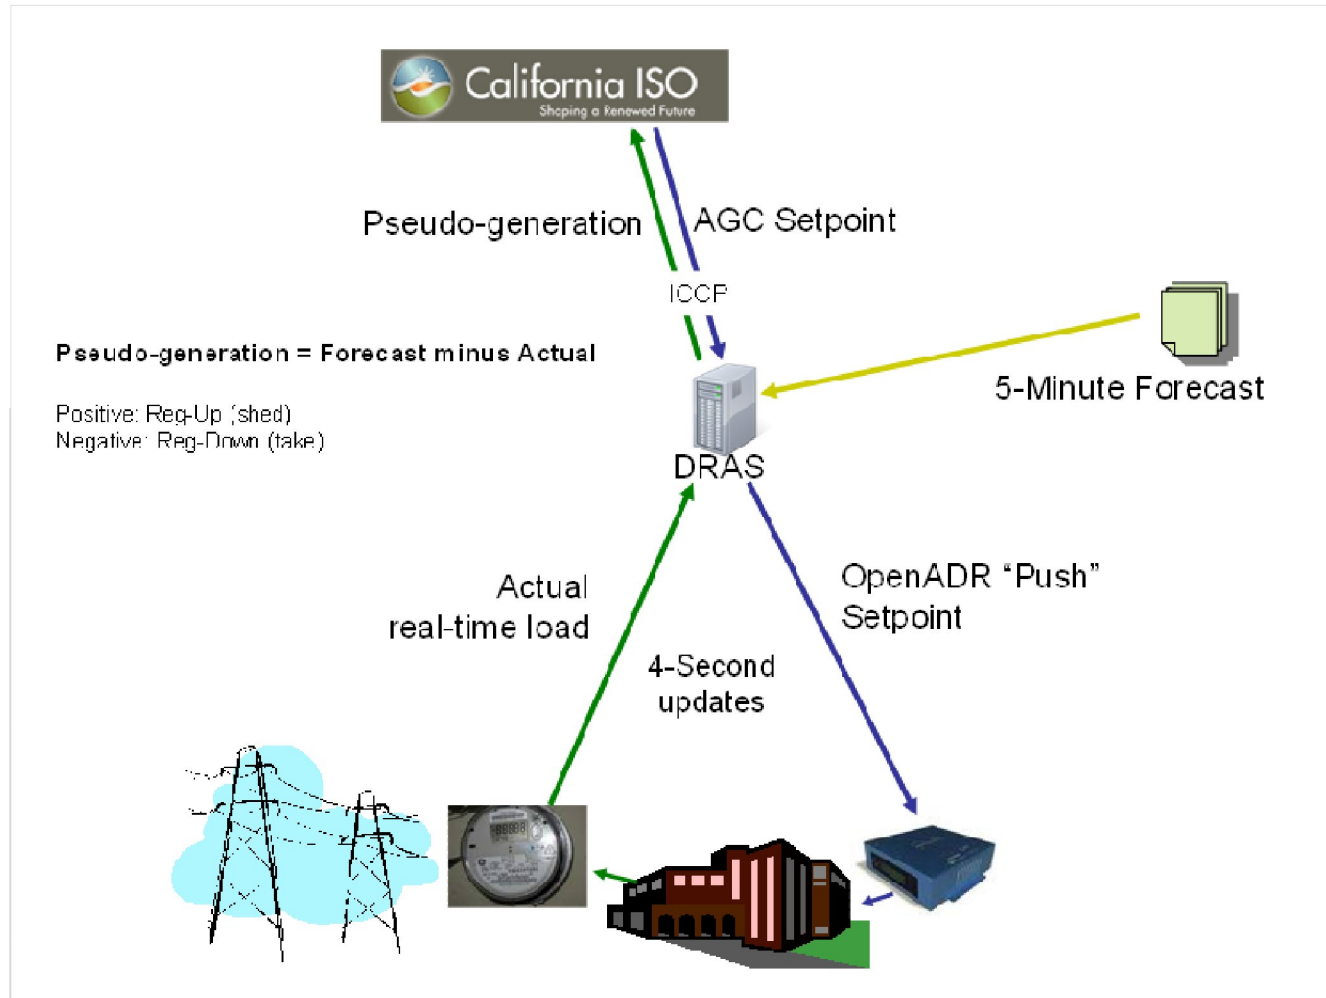 California ISO
Shaping a Renewed Future
Pseudo-generation
AGC Setpoint
ICCP
Pseudo-generation = Forecast minus Actual
Positive: Reg-Up (shed)
Negative: Reg-Down (take)
5-Minute Forecast
DRAS
Actual
real-time load
OpenADR “Push”
Setpoint
4-Second
updates